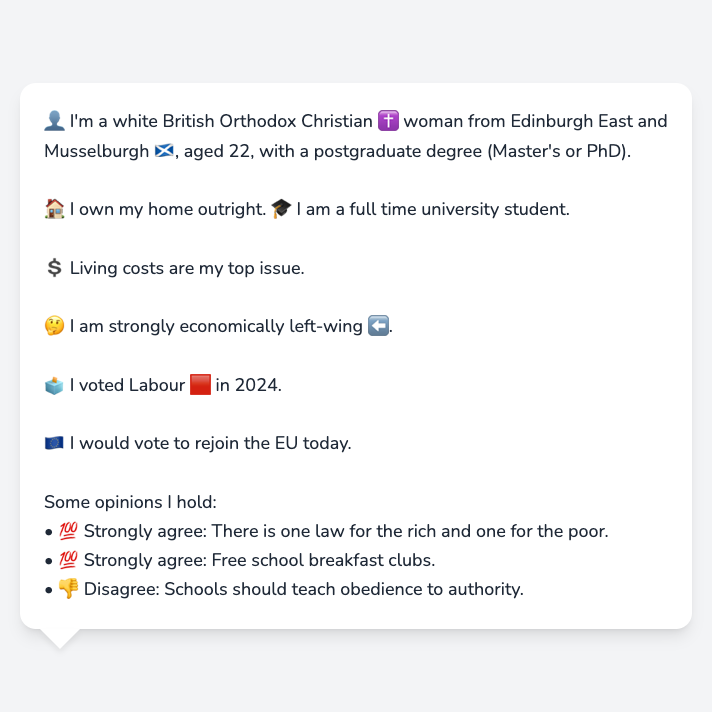 👤 I'm a white British Orthodox Christian ✝️ woman from Edinburgh East and
Musselburgh 🏴󠁧󠁢󠁳󠁣󠁴󠁿, aged 22, with a postgraduate degree (Master's or PhD).
🏠 I own my home outright. 🎓 I am a full time university student.
💲 Living costs are my top issue.
🤔 I am strongly economically left-wing ⬅️.
🗳️ I voted Labour 🟥 in 2024.
🇪🇺 I would vote to rejoin the EU today.
Some opinions I hold:
• 💯 Strongly agree: There is one law for the rich and one for the poor.
• 💯 Strongly agree: Free school breakfast clubs.
• 👎 Disagree: Schools should teach obedience to authority.